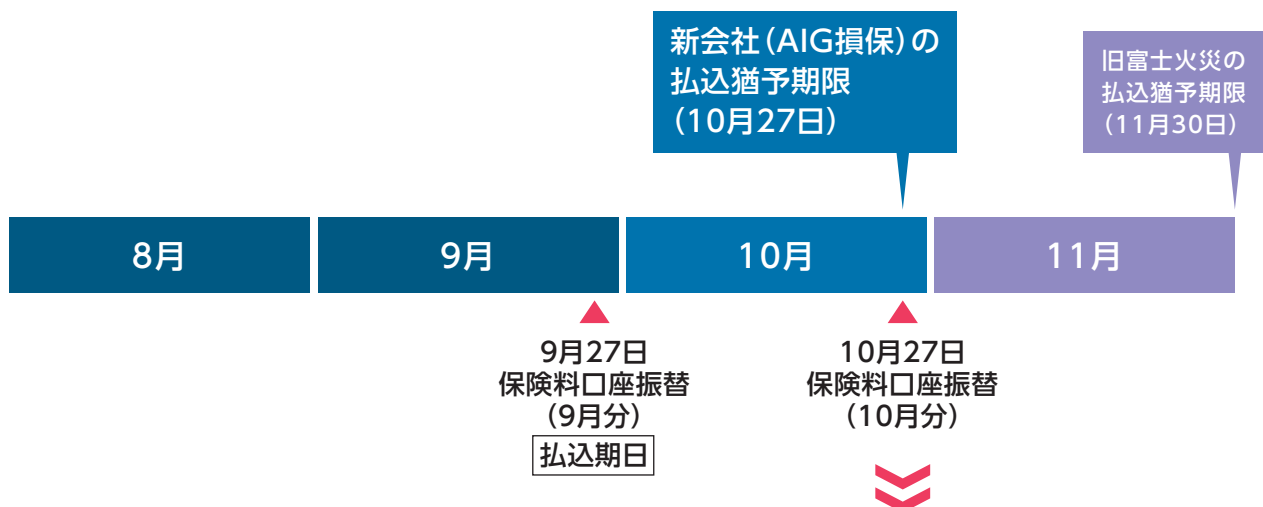 新会社(AIG損保)の
払込猶予期限
(10月27日)
旧富士火災の
払込猶予期限
(11月30日)
8月
9月
10月
11月
9月27日
保険料口座振替
(9月分)
払込期日
10月27日
保険料口座振替
(10月分)